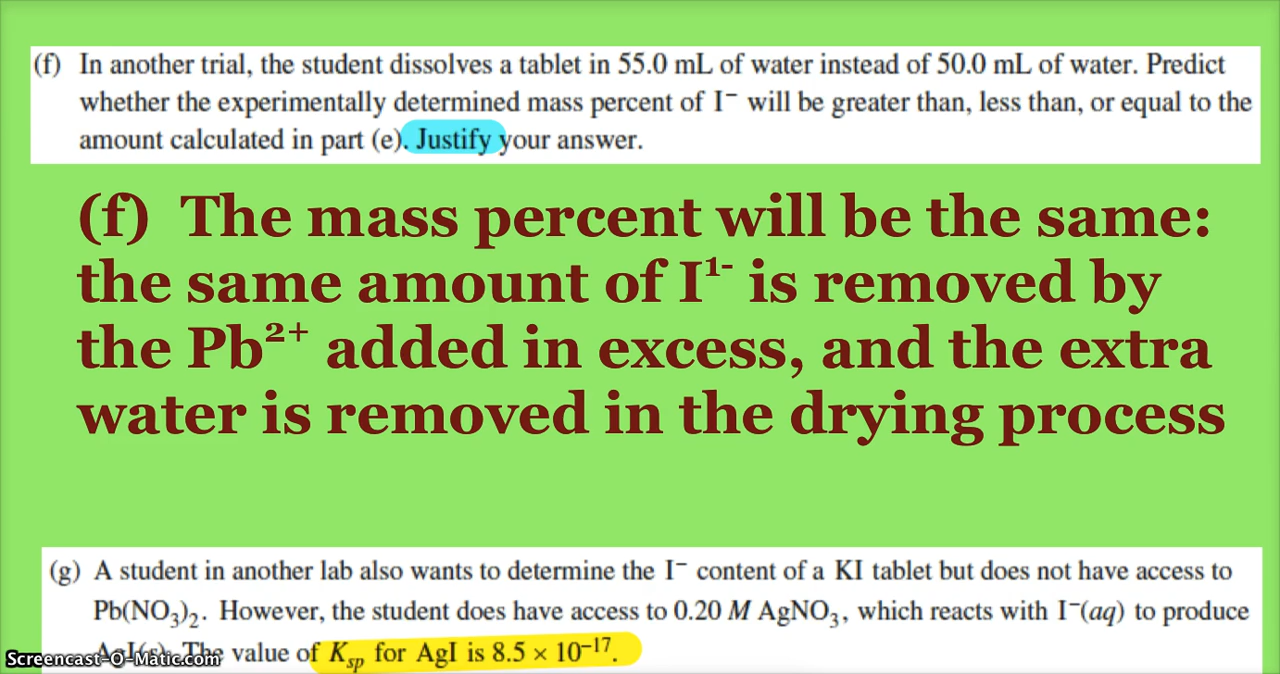 (f) In another trial, the student dissolves a tablet in 55.0 mL of water instead of 50.0 mL of water. Predict
whether the experimentally determined mass percent of I⁻ will be greater than, less than, or equal to the
amount calculated in part (e). Justify your answer.
(f) The mass percent will be the same:
the same amount of I¹⁻ is removed by
the Pb²⁺ added in excess, and the extra
water is removed in the drying process
(g) A student in another lab also wants to determine the I⁻ content of a KI tablet but does not have access to
Pb(NO₃)₂. However, the student does have access to 0.20 M AgNO₃, which reacts with I⁻(aq) to produce
AgI(s). The value of Kₛₚ for AgI is 8.5 × 10⁻¹⁷.
Screencast-O-Matic.com